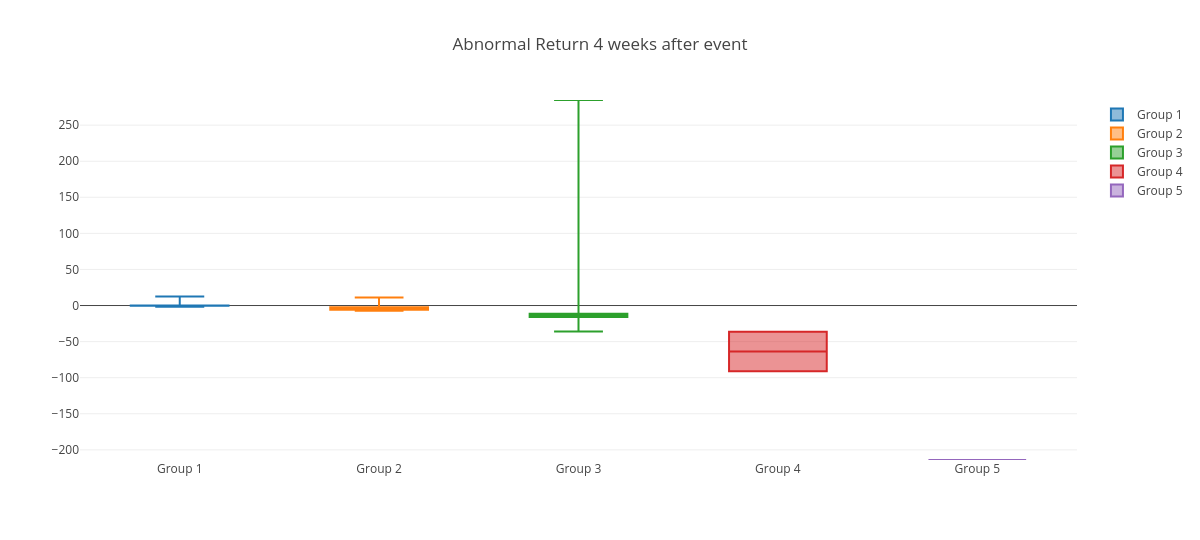 Abnormal Return 4 weeks after event
250
200
150
100
50
0
−50
−100
−150
−200
Group 1
Group 2
Group 3
Group 4
Group 5
Group 1
Group 2
Group 3
Group 4
Group 5